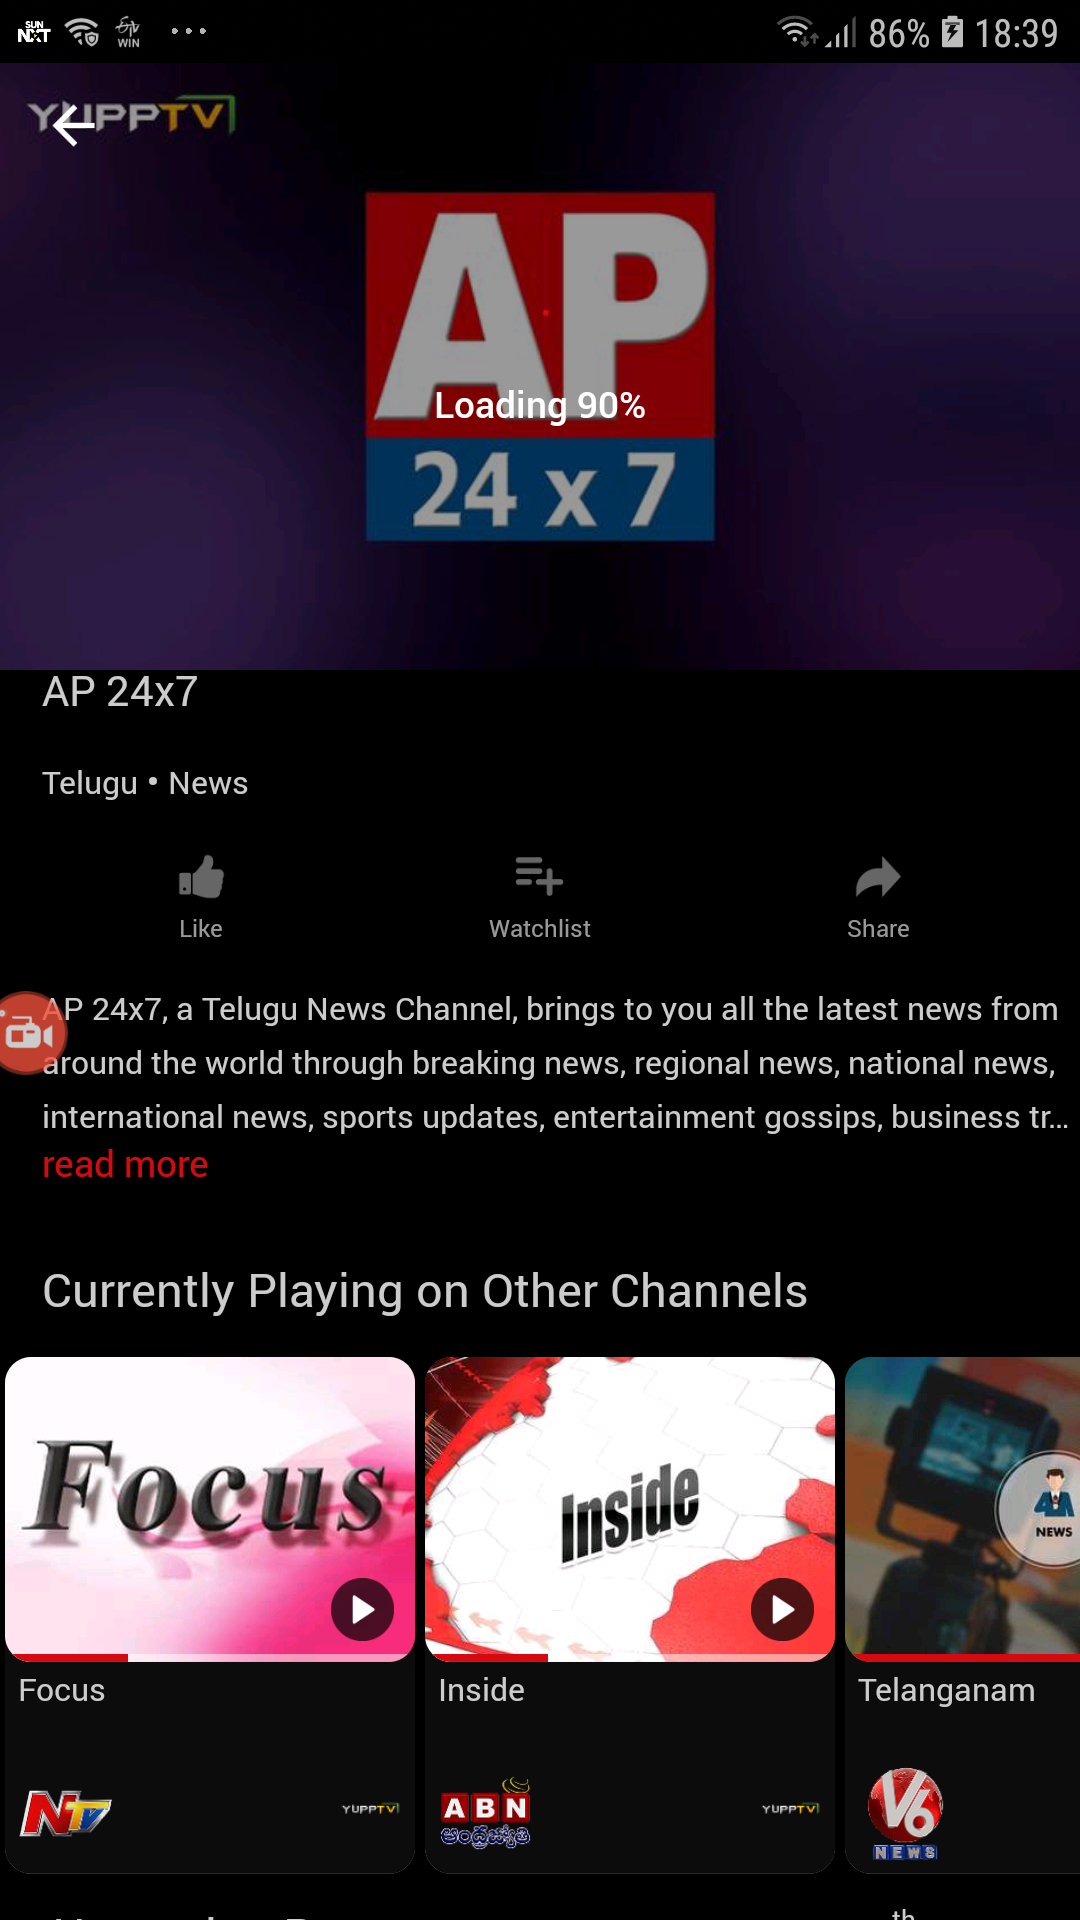 SUN
NXT
WIN
86%
18:39
YUPPTV
AP
Loading 90%
24 x 7
AP 24x7
Telugu • News
Like
Watchlist
Share
AP 24x7, a Telugu News Channel, brings to you all the latest news from
around the world through breaking news, regional news, national news,
international news, sports updates, entertainment gossips, business tr...
read more
Currently Playing on Other Channels
Focus
Inside
NEWS
Focus
Inside
Telanganam
NTV
YUPPTV
ABN
ఆంధ్రజ్యోతి
YUPPTV
V6
NEWS